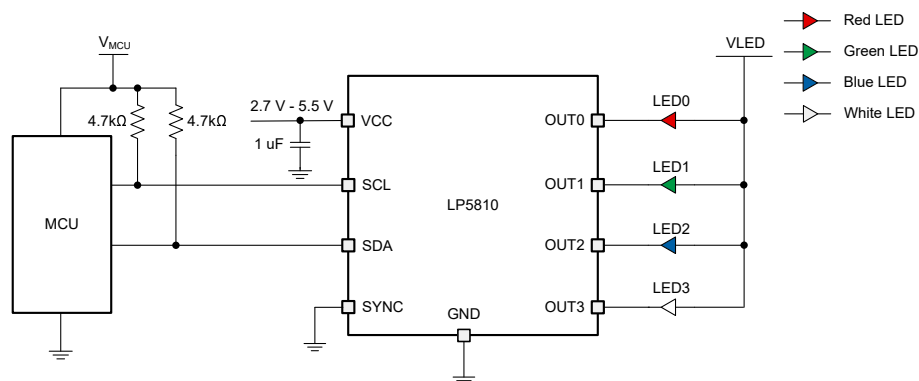 V_MCU
4.7kΩ
4.7kΩ
MCU
2.7 V - 5.5 V
1 uF
VCC
SCL
SDA
SYNC
LP5810
GND
OUT0
OUT1
OUT2
OUT3
LED0
LED1
LED2
LED3
VLED
Red LED
Green LED
Blue LED
White LED